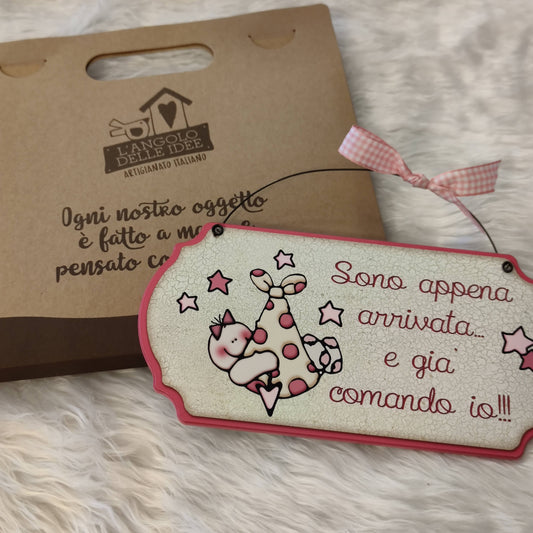 L'ANGOLO
DELLE IDEE
ARTIGIANATO ITALIANO
Ogni nostro oggetto
è fatto a
pensato
Sono appena
arrivata...
e già
comando io!!!